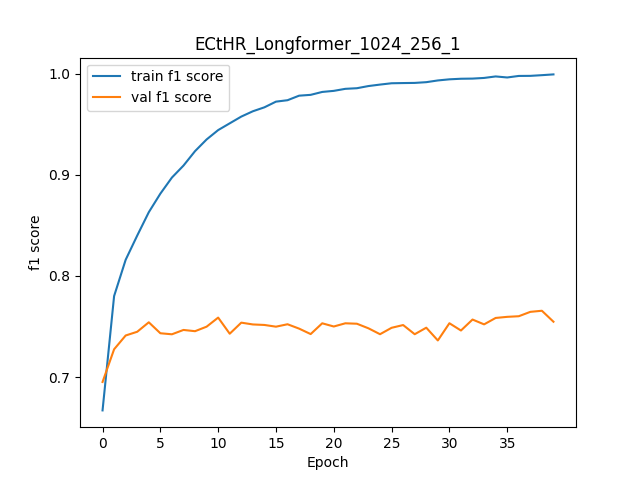 ECtHR_Longformer_1024_256_1
train f1 score
val f1 score
f1 score
1.0
0.9
0.8
0.7
0 5 10 15 20 25 30 35
Epoch